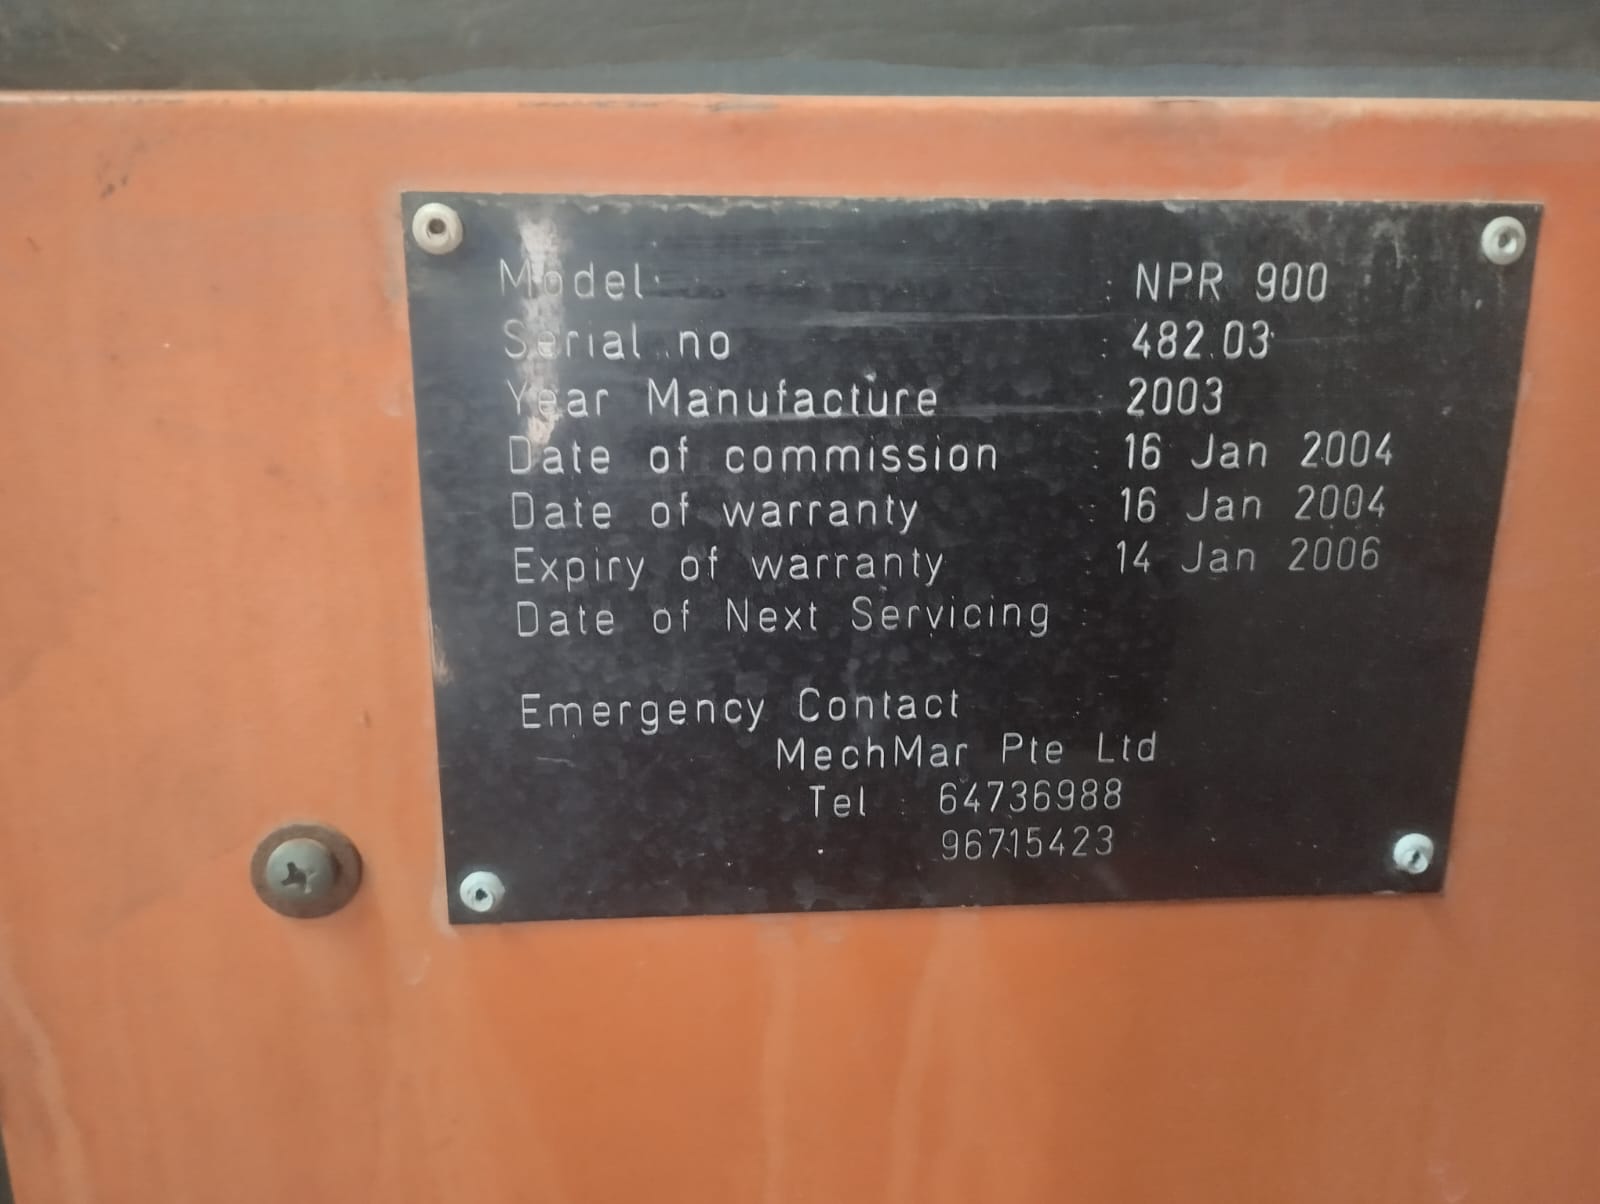 Model : NPR 900
Serial no : 482.03
Year Manufacture : 2003
Date of commission : 16 Jan 2004
Date of warranty : 16 Jan 2004
Expiry of warranty : 14 Jan 2006
Date of Next Servicing :
Emergency Contact
MechMar Pte Ltd
Tel : 64736988
96715423